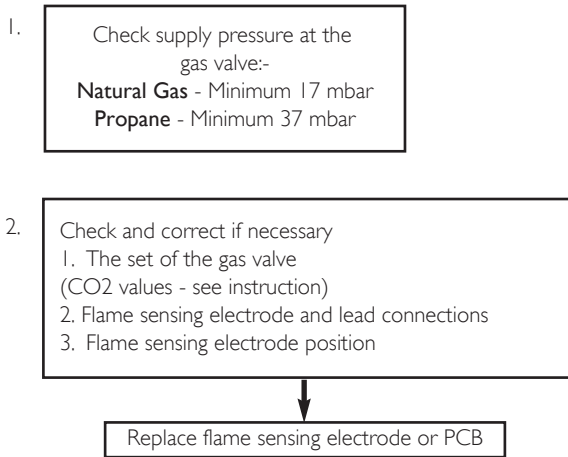 1.
Check supply pressure at the
gas valve:-
Natural Gas - Minimum 17 mbar
Propane - Minimum 37 mbar
2.
Check and correct if necessary
1. The set of the gas valve
(CO2 values - see instruction)
2. Flame sensing electrode and lead connections
3. Flame sensing electrode position
Replace flame sensing electrode or PCB